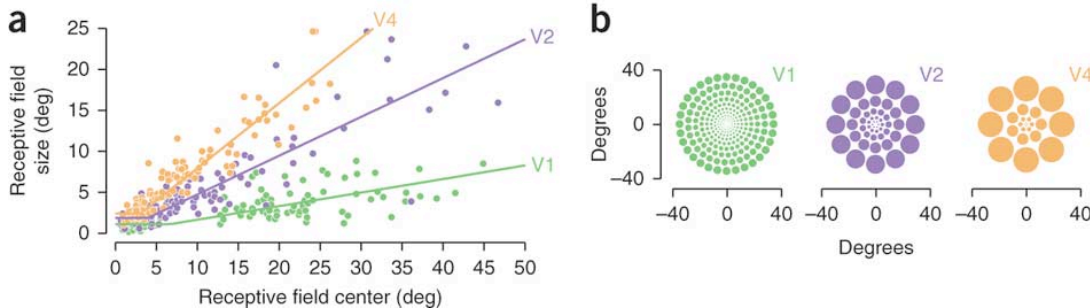 a
Receptive field
size (deg)
25
20
15
10
5
0
V4
V2
V1
0 5 10 15 20 25 30 35 40 45 50
Receptive field center (deg)
b
Degrees
40
0
−40
V1
V2
V4
−40 0 40
−40 0 40
−40 0 40
Degrees